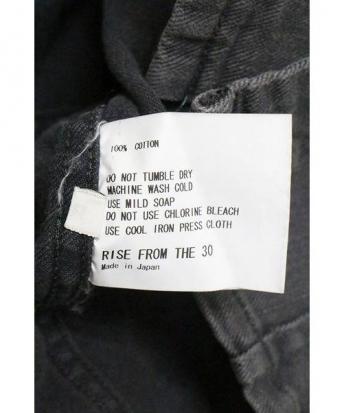 100% COTTON
DO NOT TUMBLE DRY
MACHINE WASH COLD
USE MILD SOAP
DO NOT USE CHLORINE BLEACH
USE COOL IRON PRESS CLOTH
RISE FROM THE 30
Made in Japan